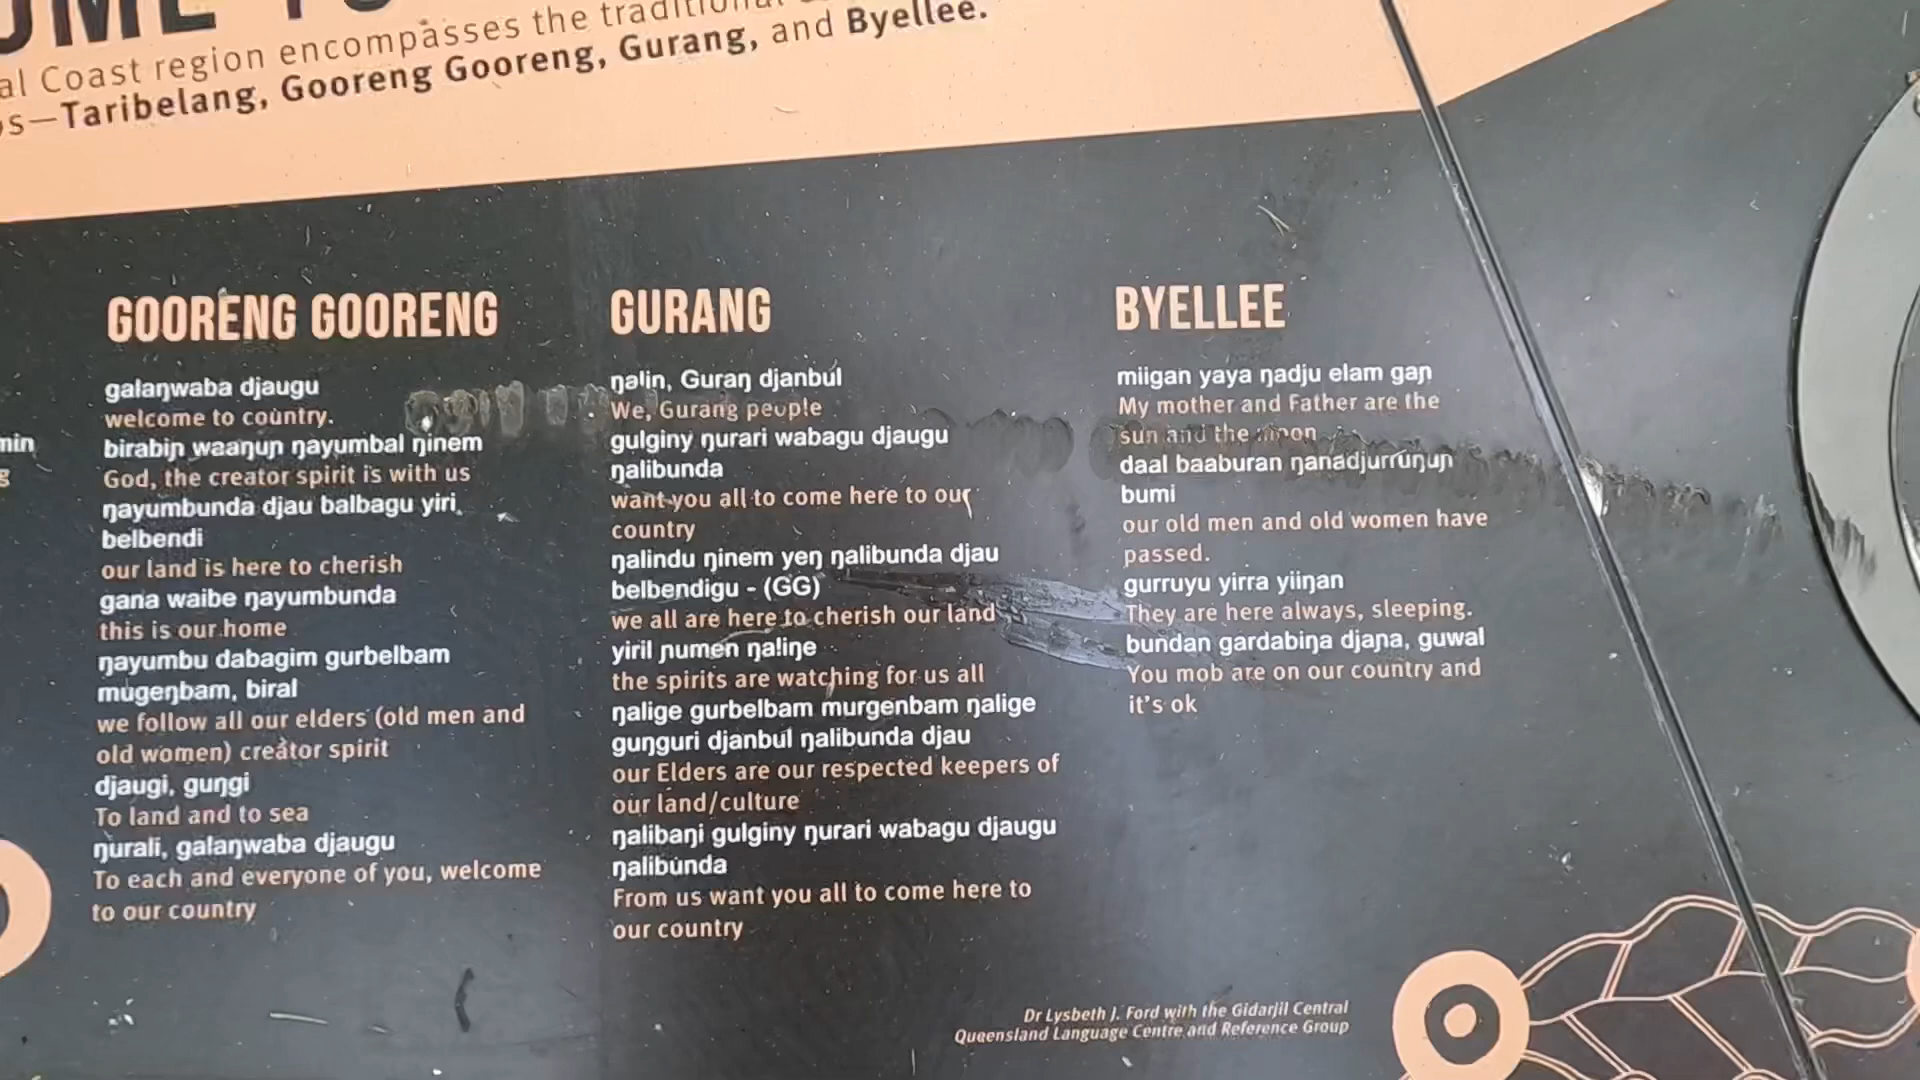 al Coast region encompasses the traditional
—Taribelang, Gooreng Gooreng, Gurang, and Byellee.
GOORENG GOORENG
galaŋwaba djaugu
welcome to country.
birabiɲ waaŋuɲ ŋayumbal ŋinem
God, the creator spirit is with us
ŋayumbunda djau balbagu yiri,
belbendi
our land is here to cherish
gana waibe ŋayumbunda
this is our home
ŋayumbu dabagim gurbelbam
mugeŋbam, biral
we follow all our elders (old men and
old women) creator spirit
djaugi, guŋgi
To land and to sea
ŋurali, galaŋwaba djaugu
To each and everyone of you, welcome
to our country
GURANG
ŋalin, Guraŋ djanbul
We, Gurang people
gulginy ŋurari wabagu djaugu
ŋalibunda
want you all to come here to our
country
ŋalindu ŋinem yeŋ ŋalibunda djau
belbendigu - (GG)
we all are here to cherish our land
yiril ɲumen ŋaliŋe
the spirits are watching for us all
ŋalige gurbelbam murgenbam ŋalige
guŋguri djanbul ŋalibunda djau
our Elders are our respected keepers of
our land/culture
ŋalibaŋi gulginy ŋurari wabagu djaugu
ŋalibunda
From us want you all to come here to
our country
BYELLEE
miigan yaya ŋadju elam gaɲ
My mother and Father are the
sun and the moon
daal baaburan ŋanadjurruŋuɲ
bumi
our old men and old women have
passed.
gurruyu yirra yiiŋan
They are here always, sleeping.
bundan gardabiŋa djaɲa, guwal
You mob are on our country and
it's ok
Dr Lysbeth J. Ford with the Gidarjil Central
Queensland Language Centre and Reference Group